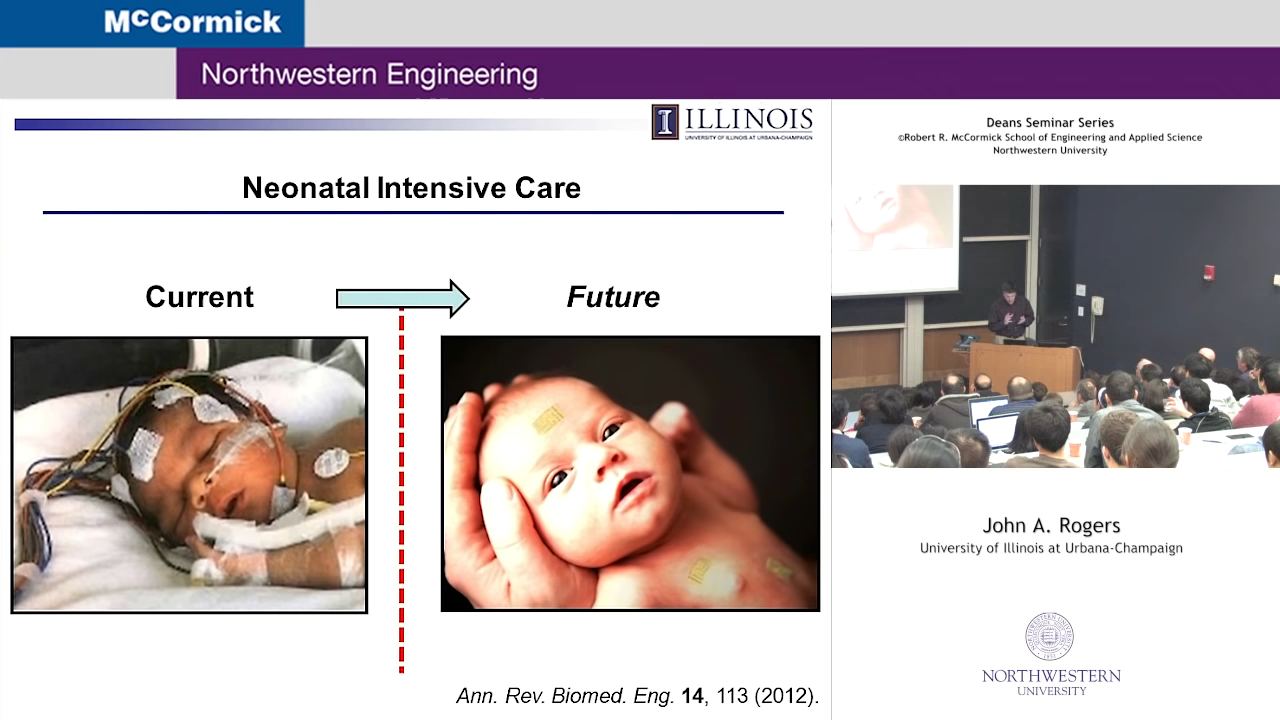 McCormick
Northwestern Engineering
I ILLINOIS
UNIVERSITY OF ILLINOIS AT URBANA-CHAMPAIGN
Neonatal Intensive Care
Current
Future
Ann. Rev. Biomed. Eng. 14, 113 (2012).
Deans Seminar Series
©Robert R. McCormick School of Engineering and Applied Science
Northwestern University
John A. Rogers
University of Illinois at Urbana-Champaign
NORTHWESTERN
UNIVERSITY